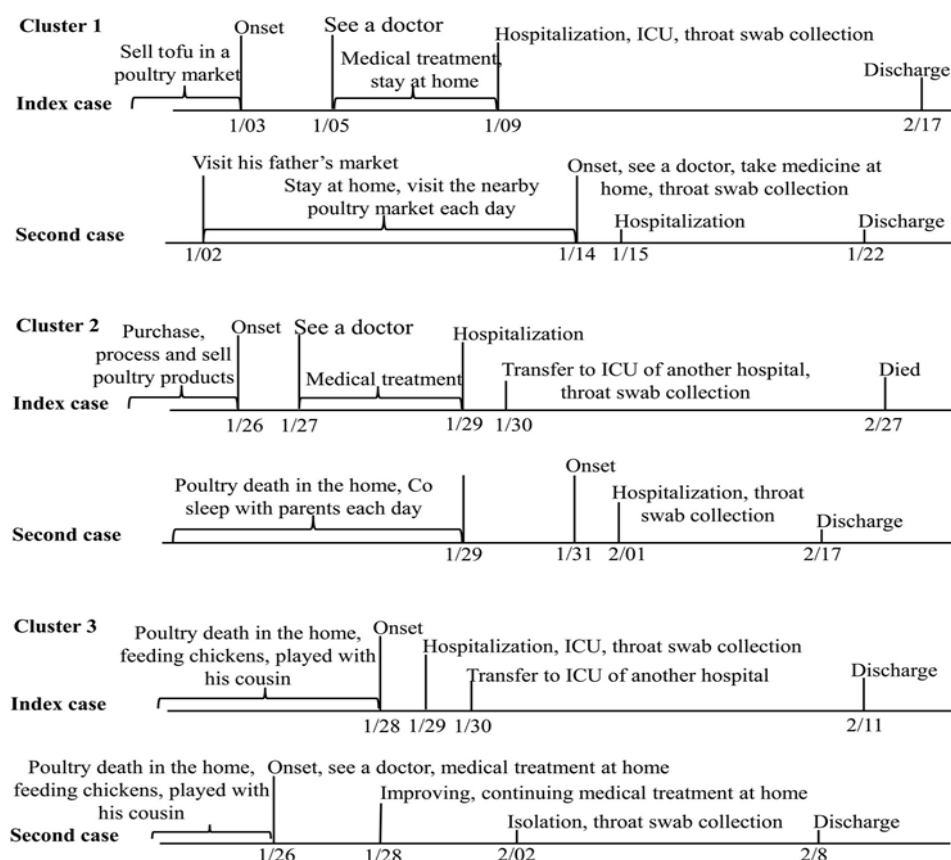 Cluster 1
Sell tofu in a
poultry market
Onset
See a doctor
Medical treatment,
stay at home
Hospitalization, ICU, throat swab collection
Discharge
Index case
1/03
1/05
1/09
2/17
Visit his father's market
Stay at home, visit the nearby
poultry market each day
Onset, see a doctor, take medicine at
home, throat swab collection
Hospitalization
Discharge
Second case
1/02
1/14
1/15
1/22
Cluster 2
Purchase,
process and sell
poultry products
Onset
See a doctor
Medical treatment
Hospitalization
Transfer to ICU of another hospital,
throat swab collection
Died
Index case
1/26
1/27
1/29
1/30
2/27
Poultry death in the home, Co
sleep with parents each day
Onset
Hospitalization, throat
swab collection
Discharge
Second case
1/29
1/31
2/01
2/17
Cluster 3
Poultry death in the home,
feeding chickens, played with
his cousin
Onset
Hospitalization, ICU, throat swab collection
Transfer to ICU of another hospital
Discharge
Index case
1/28
1/29
1/30
2/11
Poultry death in the home,
feeding chickens, played with
his cousin
Onset, see a doctor, medical treatment at home
Improving, continuing medical treatment at home
Isolation, throat swab collection
Discharge
Second case
1/26
1/28
2/02
2/8